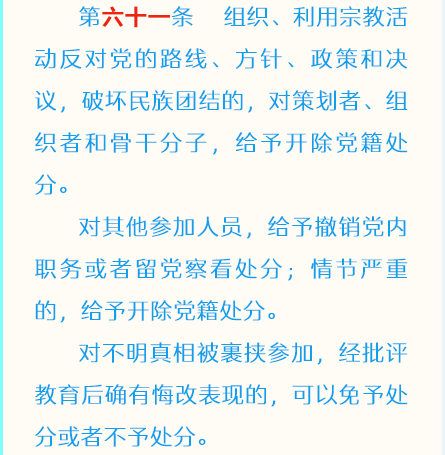 第六十一条　组织、利用宗教活
动反对党的路线、方针、政策和决
议，破坏民族团结的，对策划者、组
织者和骨干分子，给予开除党籍处
分。
对其他参加人员，给予撤销党内
职务或者留党察看处分；情节严重
的，给予开除党籍处分。
对不明真相被裹挟参加，经批评
教育后确有悔改表现的，可以免予处
分或者不予处分。